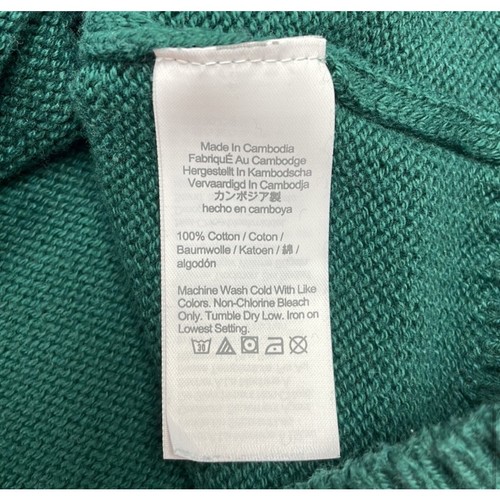 Made In Cambodia
FabriquÉ Au Cambodge
Hergestellt In Kambodscha
Vervaardigd In Cambodja
カンボジア製
hecho en camboya
100% Cotton / Coton /
Baumwolle / Katoen / 綿 /
algodón
Machine Wash Cold With Like
Colors. Non-Chlorine Bleach
Only. Tumble Dry Low. Iron on
Lowest Setting.
30